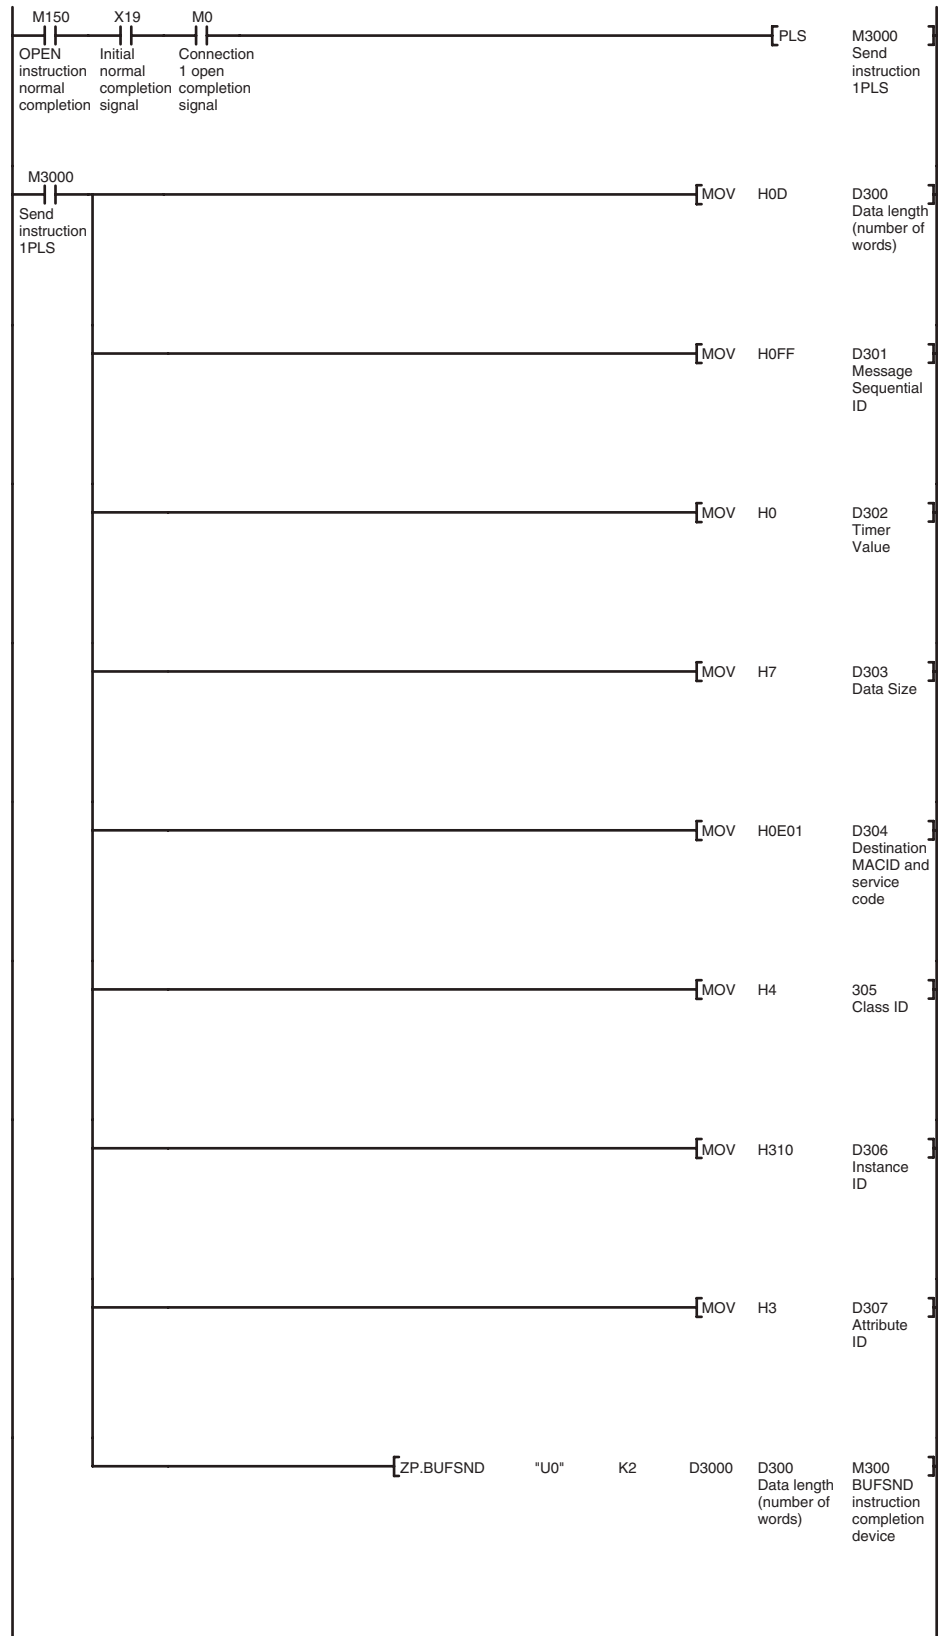 M150 X19 M0
PLS M3000
OPEN Initial Connection Send
instruction normal 1 open instruction
normal completion completion 1PLS
completion signal signal
M3000
MOV H0D D300
Send Data length
instruction (number of
1PLS words)
MOV H0FF D301
Message
Sequential
ID
MOV H0 D302
Timer
Value
MOV H7 D303
Data Size
MOV H0E01 D304
Destination
MACID and
service
code
MOV H4 305
Class ID
MOV H310 D306
Instance
ID
MOV H3 D307
Attribute
ID
ZP.BUFSND "U0" K2 D3000 D300 M300
Data length BUFSND
(number of instruction
words) completion
device